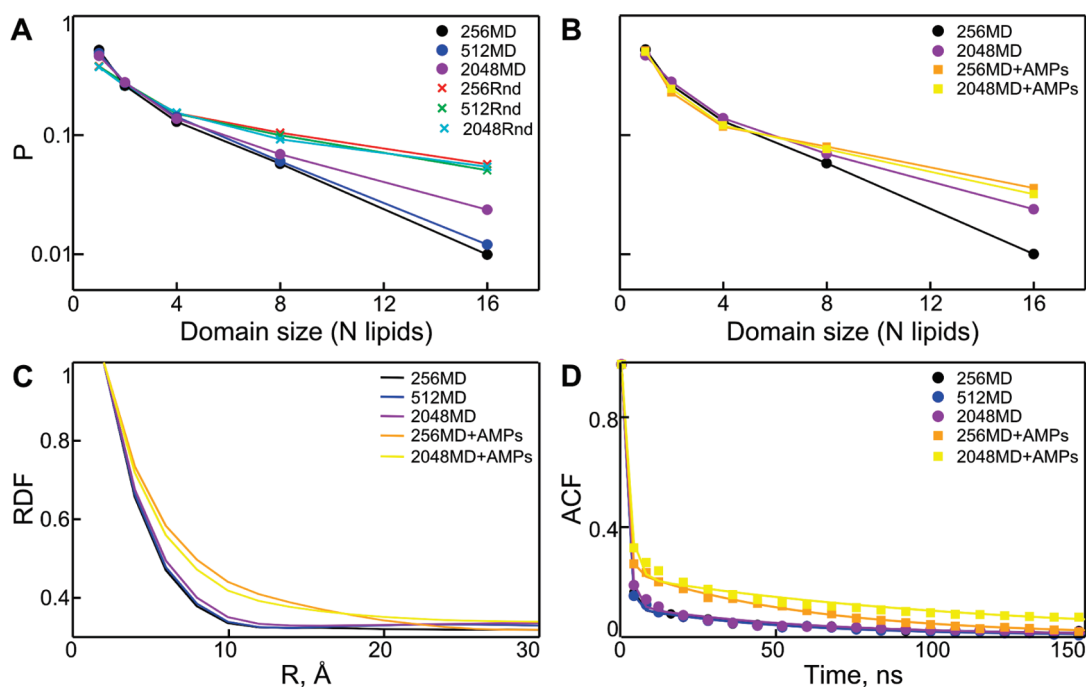 A
1
0.1
0.01
P
0
4
8
12
16
Domain size (N lipids)
256MD
512MD
2048MD
256Rnd
512Rnd
2048Rnd
B
0
4
8
12
16
Domain size (N lipids)
256MD
2048MD
256MD+AMPs
2048MD+AMPs
C
1
0.8
0.6
0.4
RDF
10
20
30
R, Å
256MD
512MD
2048MD
256MD+AMPs
2048MD+AMPs
D
0.8
0.4
0
ACF
50
100
150
Time, ns
256MD
512MD
2048MD
256MD+AMPs
2048MD+AMPs